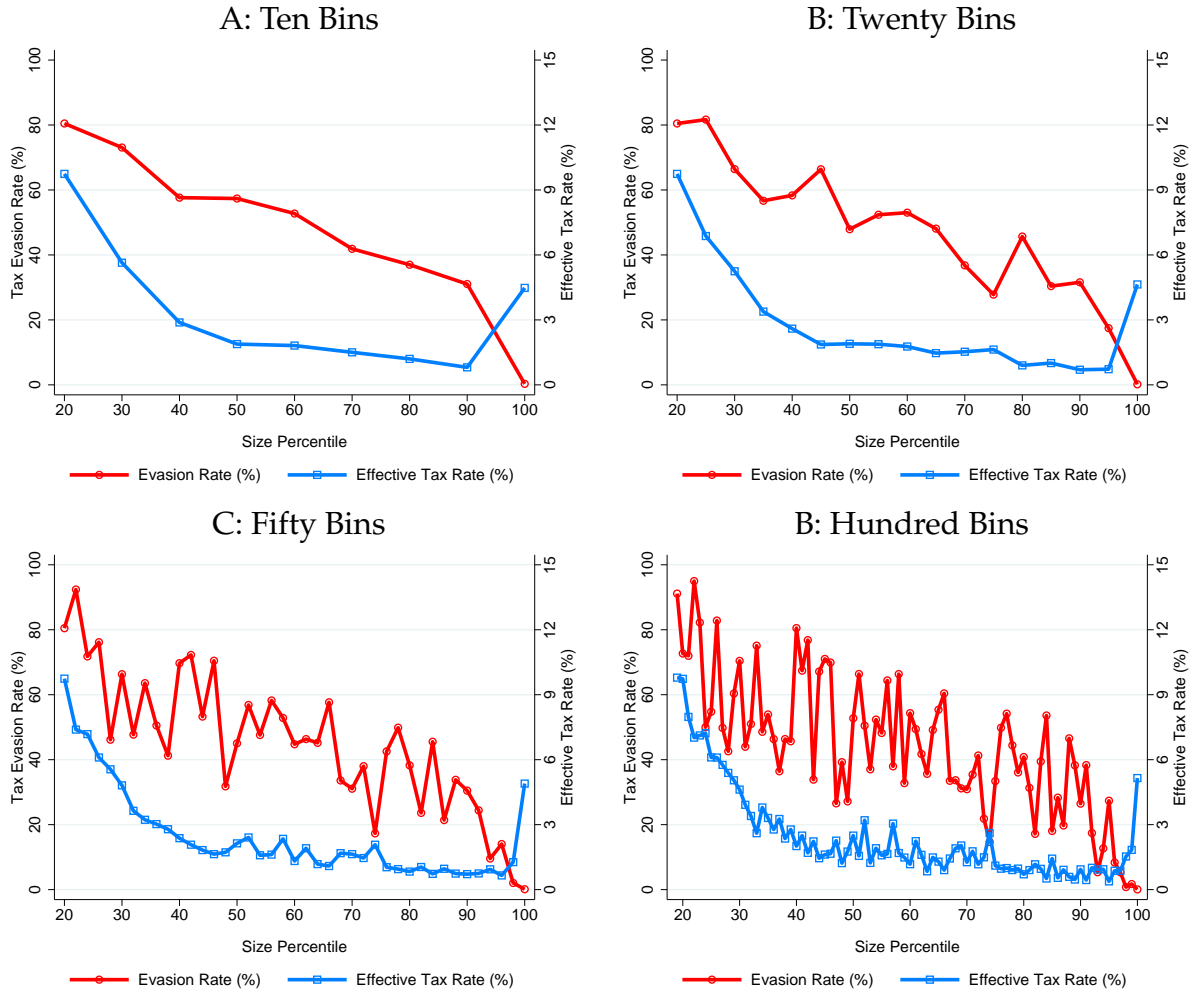 A: Ten Bins
Tax Evasion Rate (%)
0 20 40 60 80 100
Effective Tax Rate (%)
0 3 6 9 12 15
20 30 40 50 60 70 80 90 100
Size Percentile
Evasion Rate (%) Effective Tax Rate (%)
B: Twenty Bins
Tax Evasion Rate (%)
0 20 40 60 80 100
Effective Tax Rate (%)
0 3 6 9 12 15
20 30 40 50 60 70 80 90 100
Size Percentile
Evasion Rate (%) Effective Tax Rate (%)
C: Fifty Bins
Tax Evasion Rate (%)
0 20 40 60 80 100
Effective Tax Rate (%)
0 3 6 9 12 15
20 30 40 50 60 70 80 90 100
Size Percentile
Evasion Rate (%) Effective Tax Rate (%)
B: Hundred Bins
Tax Evasion Rate (%)
0 20 40 60 80 100
Effective Tax Rate (%)
0 3 6 9 12 15
20 30 40 50 60 70 80 90 100
Size Percentile
Evasion Rate (%) Effective Tax Rate (%)